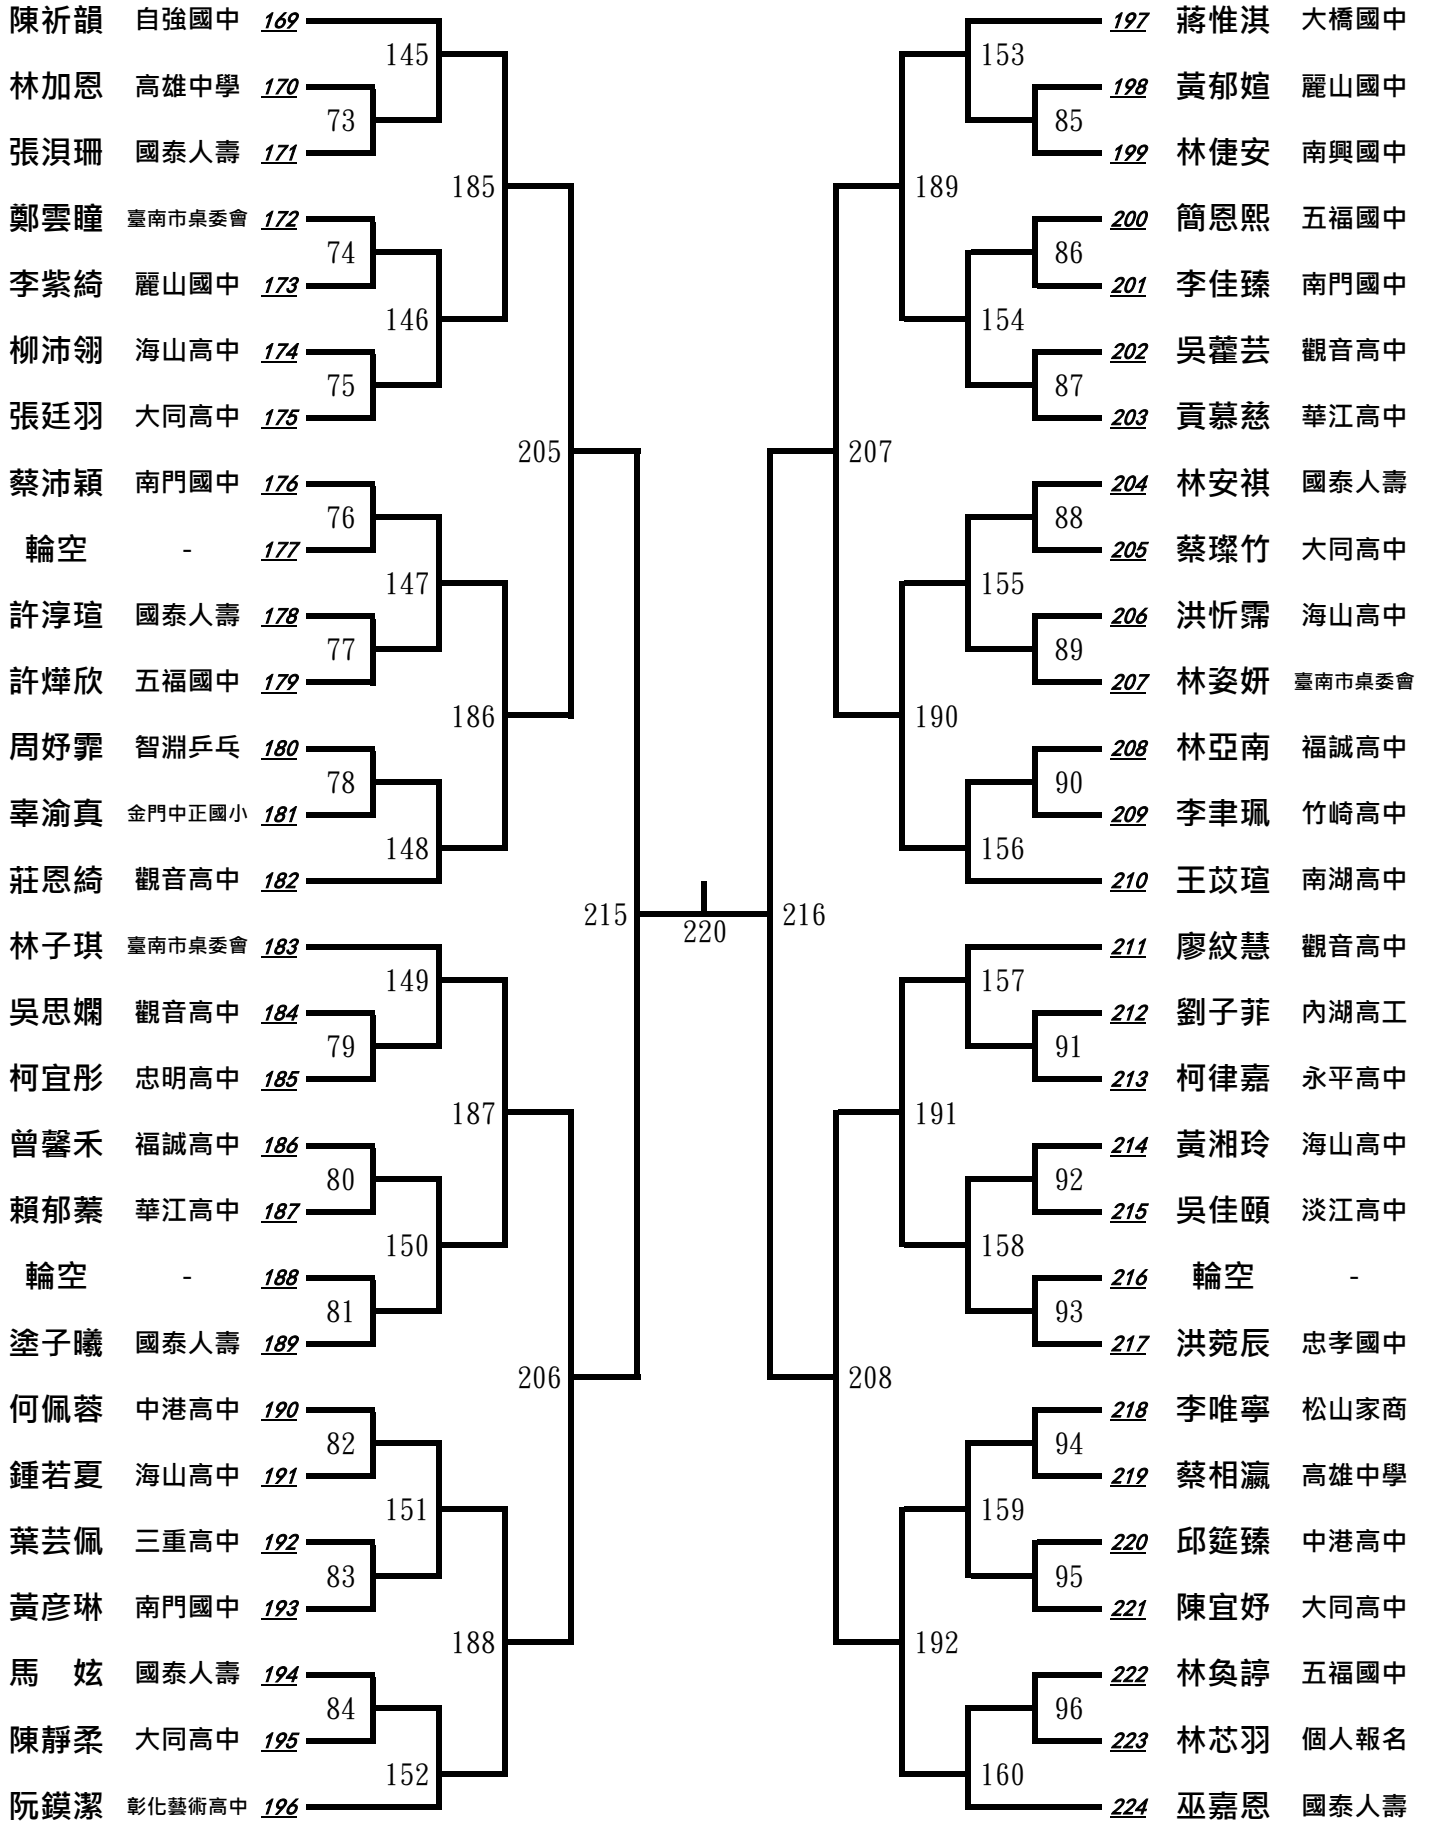 陳祈韻 自強國中 169
145
林加恩 高雄中學 170
73
張浿珊 國泰人壽 171
185
鄭雲瞳 臺南市桌委會 172
74
李紫綺 麗山國中 173
146
柳沛翎 海山高中 174
75
張廷羽 大同高中 175
205
蔡沛穎 南門國中 176
76
輪空 - 177
147
許淳瑄 國泰人壽 178
77
許燁欣 五福國中 179
186
周妤霏 智淵乒乓 180
78
辜渝真 金門中正國小 181
148
莊恩綺 觀音高中 182
215
林子琪 臺南市桌委會 183
149
吳思嫻 觀音高中 184
79
柯宜彤 忠明高中 185
187
曾馨禾 福誠高中 186
80
賴郁蓁 華江高中 187
150
輪空 - 188
81
塗子曦 國泰人壽 189
206
何佩蓉 中港高中 190
82
鍾若夏 海山高中 191
151
葉芸佩 三重高中 192
83
黃彦琳 南門國中 193
188
馬 妶 國泰人壽 194
84
陳靜柔 大同高中 195
152
阮鏌潔 彰化藝術高中 196
220
197 蔣惟淇 大橋國中
153
198 黃郁媗 麗山國中
85
199 林倢安 南興國中
189
200 簡恩熙 五福國中
86
201 李佳臻 南門國中
154
202 吳藿芸 觀音高中
87
203 貢慕慈 華江高中
207
204 林安祺 國泰人壽
88
205 蔡璨竹 大同高中
155
206 洪忻霈 海山高中
89
207 林姿妍 臺南市桌委會
190
208 林亞南 福誠高中
90
209 李聿珮 竹崎高中
156
210 王苡瑄 南湖高中
216
211 廖紋慧 觀音高中
157
212 劉子菲 內湖高工
91
213 柯律嘉 永平高中
191
214 黃湘玲 海山高中
92
215 吳佳頤 淡江高中
158
216 輪空 -
93
217 洪菀辰 忠孝國中
208
218 李唯寧 松山家商
94
219 蔡相瀛 高雄中學
159
220 邱筵臻 中港高中
95
221 陳宜妤 大同高中
192
222 林奐諄 五福國中
96
223 林芯羽 個人報名
160
224 巫嘉恩 國泰人壽